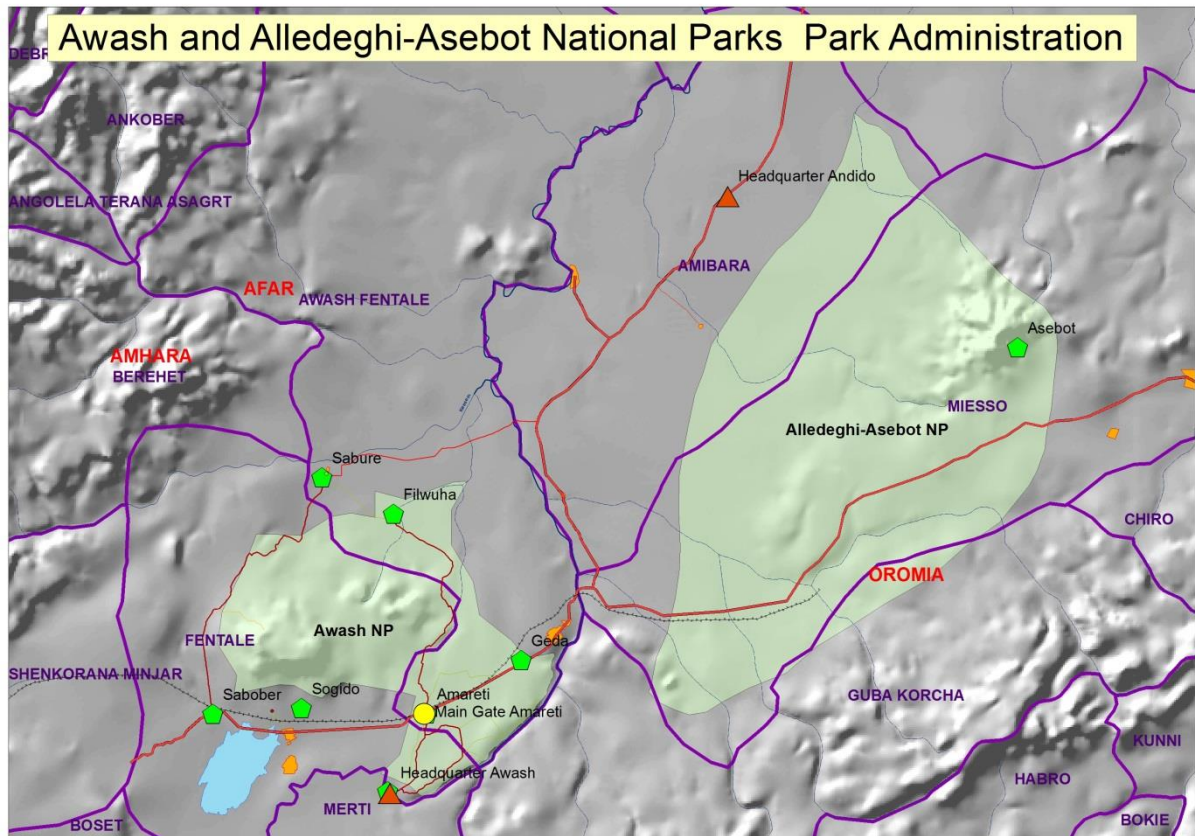 Awash and Alledeghi-Asebot National Parks  Park Administration
DEBR
ANKOBER
ANGOLELA TERANA ASAGRT
Headquarter Andido
AMIBARA
AFAR
AWASH FENTALE
AMHARA
BEREHET
Asebot
MIESSO
Alledeghi-Asebot NP
Sabure
Filwuha
CHIRO
OROMIA
Awash NP
FENTALE
Geda
SHENKORANA MINJAR
Sabober
Sogido
Amareti
Main Gate Amareti
GUBA KORCHA
KUNNI
HABRO
Headquarter Awash
MERTI
BOSET
BOKIE